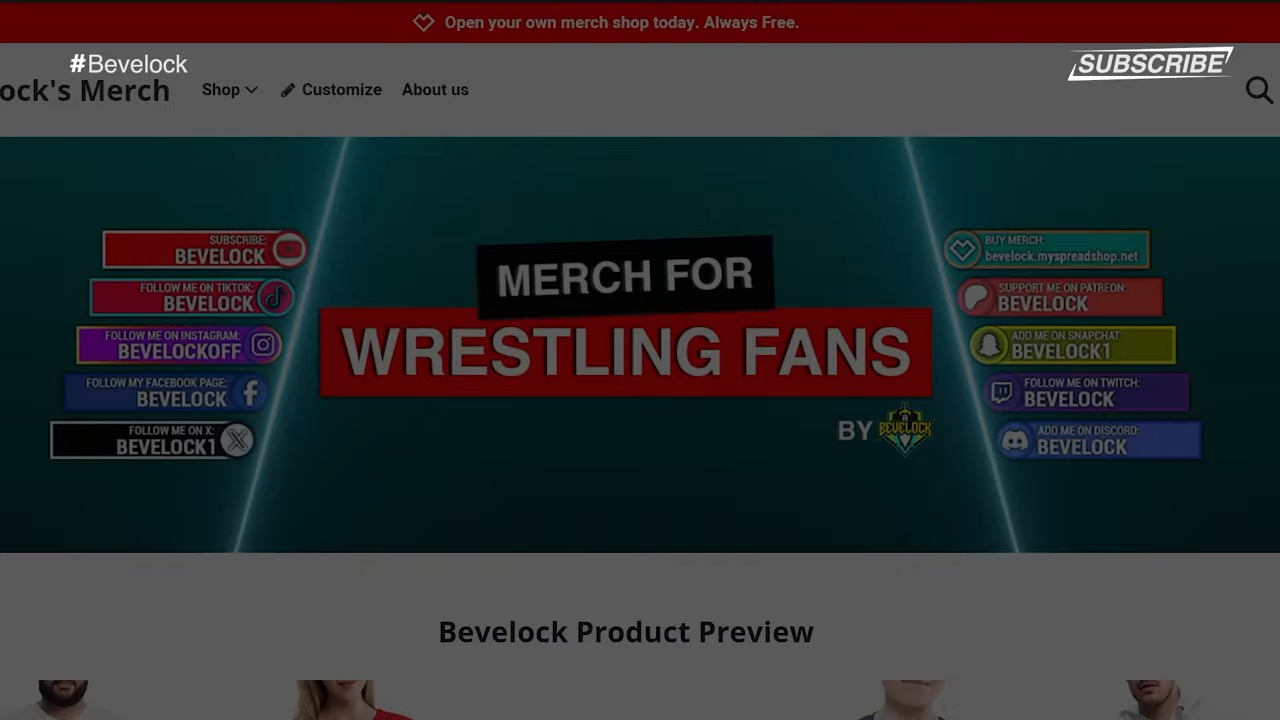 Open your own merch shop today. Always Free.
#Bevelock
SUBSCRIBE
ock's Merch
Shop
Customize
About us
MERCH FOR
WRESTLING FANS
BY BEVELOCK
SUBSCRIBE:
BEVELOCK
FOLLOW ME ON TIKTOK:
BEVELOCK
FOLLOW ME ON INSTAGRAM:
BEVELOCKOFF
FOLLOW MY FACEBOOK PAGE:
BEVELOCK
FOLLOW ME ON X:
BEVELOCK1
BUY MERCH:
bevelock.myspreadshop.net
SUPPORT ME ON PATREON:
BEVELOCK
ADD ME ON SNAPCHAT
BEVELOCK1
FOLLOW ME ON TWITCH:
BEVELOCK
ADD ME ON DISCORD:
BEVELOCK
Bevelock Product Preview